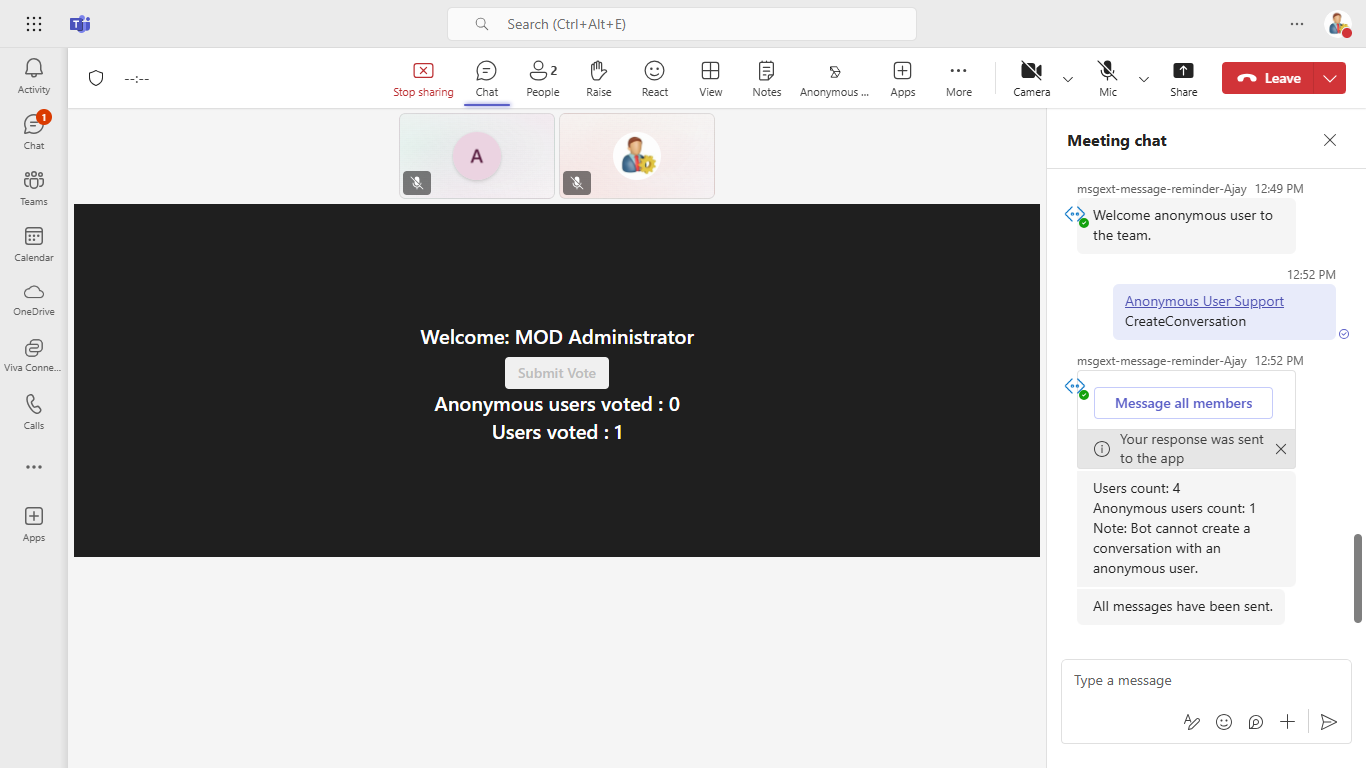 Search (Ctrl+Alt+E)
Activity
1
Chat
Teams
Calendar
OneDrive
Viva Conne...
Calls
Apps
--:--
Stop sharing
Chat
2
People
Raise
React
View
Notes
Anonymous ...
Apps
More
Camera
Mic
Share
Leave
A
Welcome: MOD Administrator
Submit Vote
Anonymous users voted : 0
Users voted : 1
Meeting chat
msgext-message-reminder-Ajay 12:49 PM
Welcome anonymous user to
the team.
12:52 PM
Anonymous User Support
CreateConversation
msgext-message-reminder-Ajay 12:52 PM
Message all members
Your response was sent
to the app
Users count: 4
Anonymous users count: 1
Note: Bot cannot create a
conversation with an
anonymous user.
All messages have been sent.
Type a message